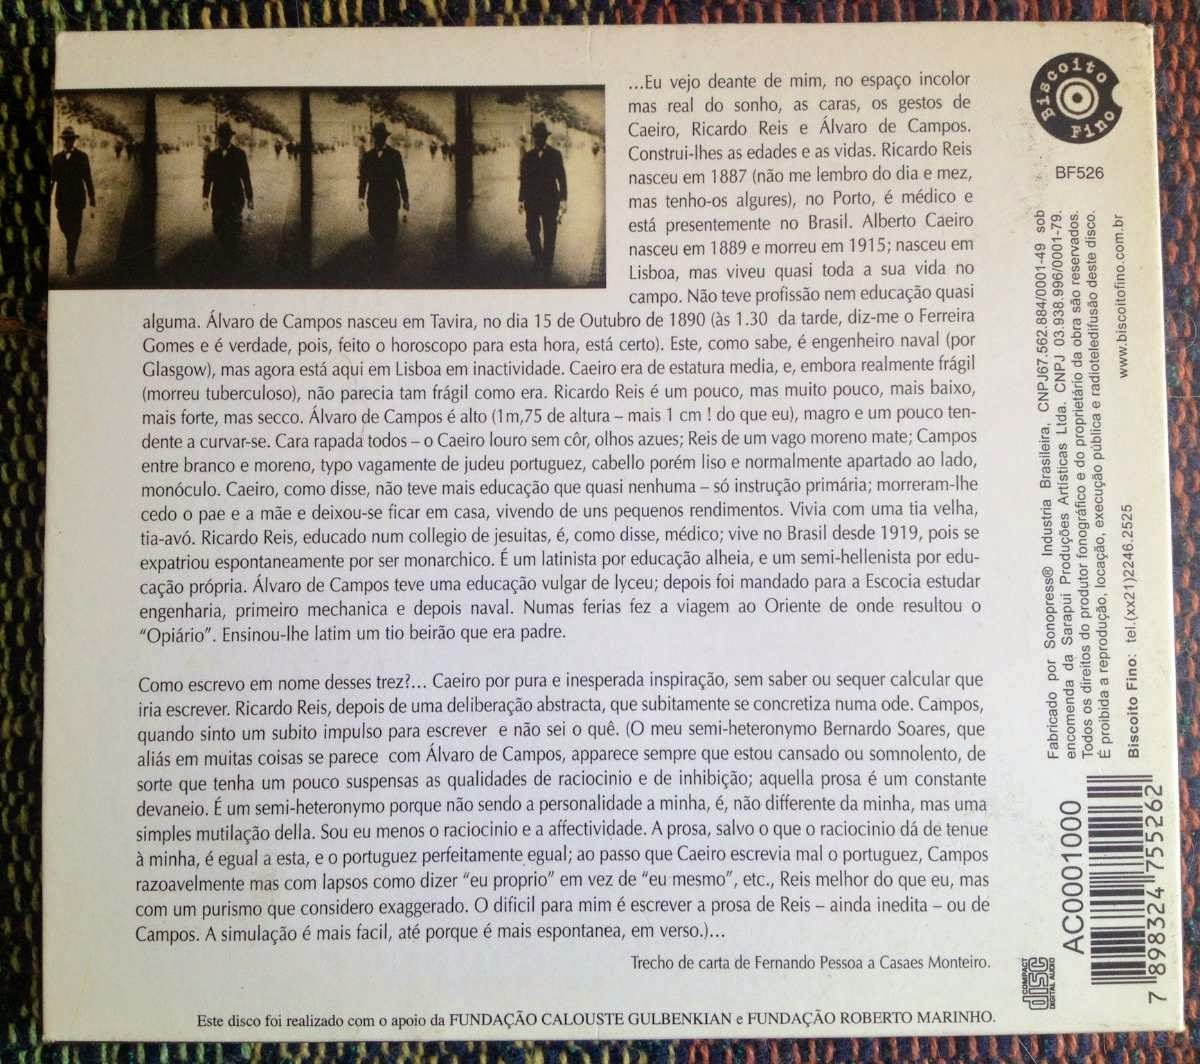 ...Eu vejo deante de mim, no espaço incolor
mas real do sonho, as caras, os gestos de
Caeiro, Ricardo Reis e Álvaro de Campos.
Construi-lhes as edades e as vidas. Ricardo Reis
nasceu em 1887 (não me lembro do dia e mez,
mas tenho-os algures), no Porto, é médico e
está presentemente no Brasil. Alberto Caeiro
nasceu em 1889 e morreu em 1915; nasceu em
Lisboa, mas viveu quasi toda a sua vida no
campo. Não teve profissão nem educação quasi
alguma. Álvaro de Campos nasceu em Tavira, no dia 15 de Outubro de 1890 (às 1.30 da tarde, diz-me o Ferreira
Gomes e é verdade, pois, feito o horoscopo para esta hora, está certo). Este, como sabe, é engenheiro naval (por
Glasgow), mas agora está aqui em Lisboa em inactividade. Caeiro era de estatura media, e, embora realmente frágil
(morreu tuberculoso), não parecia tam frágil como era. Ricardo Reis é um pouco, mas muito pouco, mais baixo,
mais forte, mas secco. Álvaro de Campos é alto (1m,75 de altura – mais 1 cm ! do que eu), magro e um pouco ten-
dente a curvar-se. Cara rapada todos – o Caeiro louro sem côr, olhos azues; Reis de um vago moreno mate; Campos
entre branco e moreno, typo vagamente de judeu portuguez, cabello porém liso e normalmente apartado ao lado,
monóculo. Caeiro, como disse, não teve mais educação que quasi nenhuma – só instrução primária; morreram-lhe
cedo o pae e a mãe e deixou-se ficar em casa, vivendo de uns pequenos rendimentos. Vivia com uma tia velha,
tia-avó. Ricardo Reis, educado num collegio de jesuitas, é, como disse, médico; vive no Brasil desde 1919, pois se
expatriou espontaneamente por ser monarchico. É um latinista por educação alheia, e um semi-hellenista por edu-
cação própria. Álvaro de Campos teve uma educação vulgar de lyceu; depois foi mandado para a Escocia estudar
engenharia, primeiro mechanica e depois naval. Numas ferias fez a viagem ao Oriente de onde resultou o
“Opiário”. Ensinou-lhe latim um tio beirão que era padre.
Como escrevo em nome desses trez?... Caeiro por pura e inesperada inspiração, sem saber ou sequer calcular que
iria escrever. Ricardo Reis, depois de uma deliberação abstracta, que subitamente se concretiza numa ode. Campos,
quando sinto um subito impulso para escrever e não sei o quê. (O meu semi-heteronymo Bernardo Soares, que
aliás em muitas coisas se parece com Álvaro de Campos, apparece sempre que estou cansado ou somnolento, de
sorte que tenha um pouco suspensas as qualidades de raciocinio e de inhibição; aquella prosa é um constante
devaneio. É um semi-heteronymo porque não sendo a personalidade a minha, é, não differente da minha, mas uma
simples mutilação della. Sou eu menos o raciocinio e a affectividade. A prosa, salvo o que o raciocinio dá de tenue
à minha, é egual a esta, e o portuguez perfeitamente egual; ao passo que Caeiro escrevia mal o portuguez, Campos
razoavelmente mas com lapsos como dizer “eu proprio” em vez de “eu mesmo”, etc., Reis melhor do que eu, mas
com um purismo que considero exaggerado. O dificil para mim é escrever a prosa de Reis – ainda inedita – ou de
Campos. A simulação é mais facil, até porque é mais espontanea, em verso.)...
Trecho de carta de Fernando Pessoa a Casaes Monteiro.
Este disco foi realizado com o apoio da FUNDAÇÃO CALOUSTE GULBENKIAN e FUNDAÇÃO ROBERTO MARINHO.
Biscoito
Fino
BF526
Fabricado por Sonopress® Industria Brasileira, CNPJ67.562.884/0001-49 sob
encomenda da Sarapui Produções Artísticas Ltda. CNPJ 03.938.996/0001-79.
Todos os direitos do produtor fonográfico e do proprietário da obra são reservados.
É proibida a reprodução, locação, execução pública e radioteledifusão deste disco.
Biscoito Fino: tel.(xx21)2246.2525 www.biscoitofino.com.br
AC0001000
7 898324 755262
COMPACT
disc
DIGITAL AUDIO